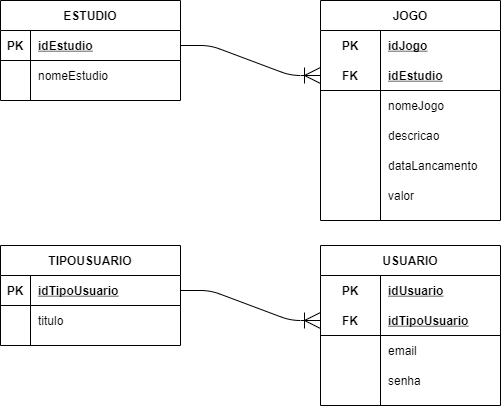 ESTUDIO
PK idEstudio
nomeEstudio
JOGO
PK idJogo
FK idEstudio
nomeJogo
descricao
dataLancamento
valor
TIPOUSUARIO
PK idTipoUsuario
titulo
USUARIO
PK idUsuario
FK idTipoUsuario
email
senha